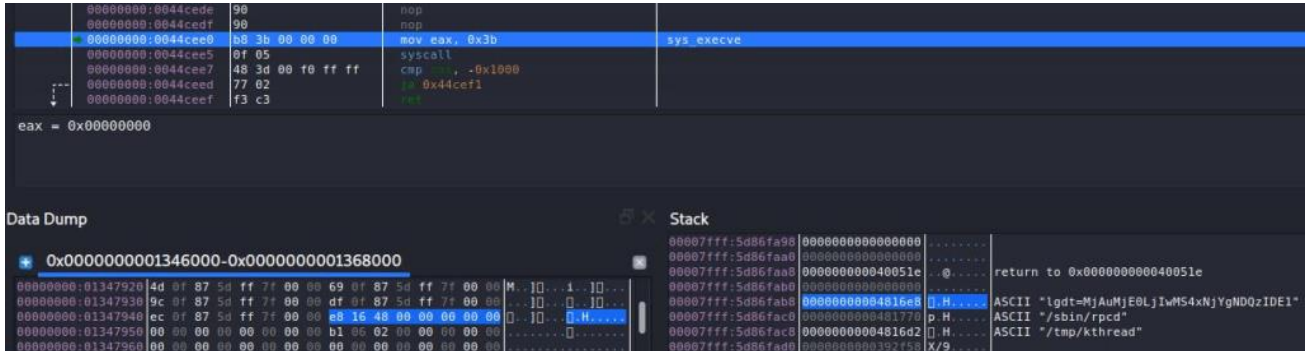 00000000:0044cede 90 nop
00000000:0044cedf 90 nop
00000000:0044cee0 b8 3b 00 00 00 mov eax, 0x3b sys_execve
00000000:0044cee5 0f 05 syscall
00000000:0044cee7 48 3d 00 f0 ff ff cmp rax, -0x1000
00000000:0044ceed 77 02 ja 0x44cef1
00000000:0044ceef f3 c3 ret
eax = 0x00000000
Data Dump
0x0000000001346000-0x0000000001368000
00000000:01347920 4d 0f 87 5d ff 7f 00 00 69 0f 87 5d ff 7f 00 00
00000000:01347930 9c 0f 87 5d ff 7f 00 00 df 0f 87 5d ff 7f 00 00
00000000:01347940 ec 0f 87 5d ff 7f 00 00 e8 16 48 00 00 00 00 00
00000000:01347950 00 00 00 00 00 00 00 00 b1 06 02 00 00 00 00 00
00000000:01347960 00 00 00 00 00 00 00 00 00 00 00 00 00 00 00 00
Stack
00007fff:5d86fa98 0000000000000000 ........
00007fff:5d86faa0 0000000000000000 ........
00007fff:5d86faa8 000000000040051e ..@..... return to 0x000000000040051e
00007fff:5d86fab0 0000000000000000 ........
00007fff:5d86fab8 00000000004816e8 .H..... ASCII "lgdt=MjAuMjE0LjIwMS4xNjYgNDQzIDE1"
00007fff:5d86fac0 0000000000481770 p.H..... ASCII "/sbin/rpcd"
00007fff:5d86fac8 00000000004816d2 .H..... ASCII "/tmp/kthread"
00007fff:5d86fad0 0000000000392f58 X/9.....